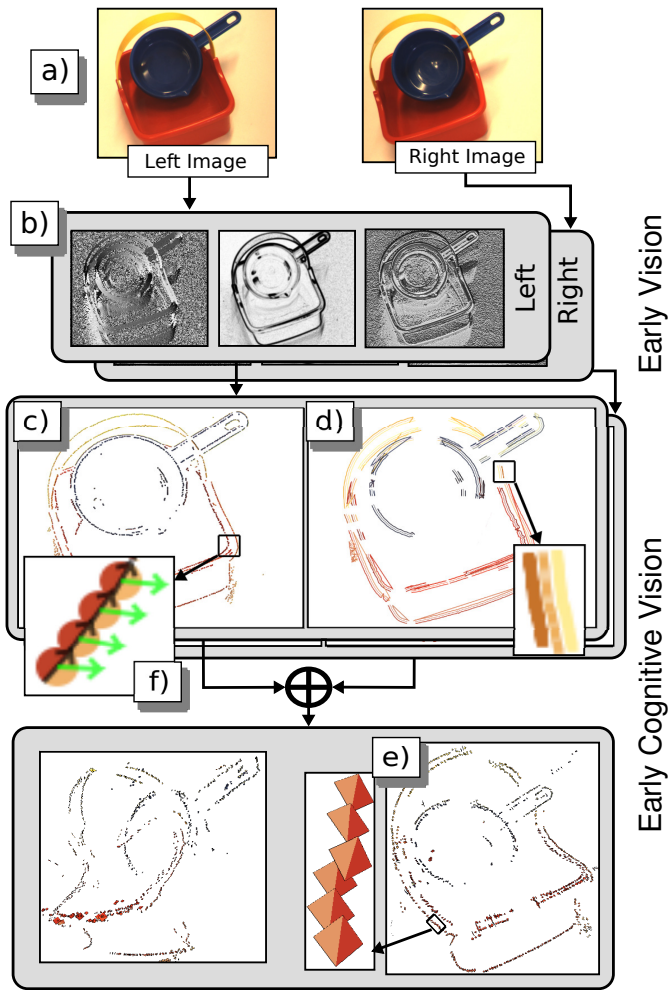 a)
Left Image
Right Image
b)
Left
Right
Early Vision
c)
d)
f)
Early Cognitive Vision
e)